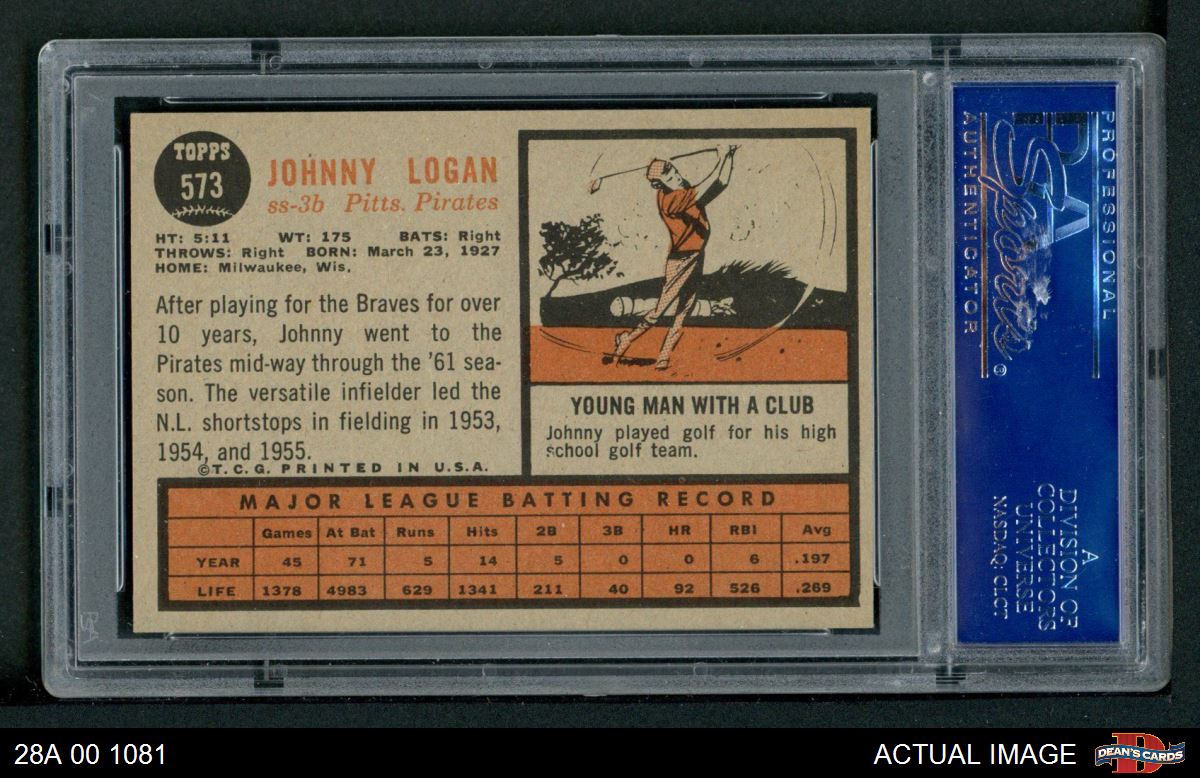 TOPPS
573
JOHNNY LOGAN
ss-3b Pitts. Pirates
HT: 5:11 WT: 175 BATS: Right
THROWS: Right BORN: March 23, 1927
HOME: Milwaukee, Wis.
After playing for the Braves for over
10 years, Johnny went to the
Pirates mid-way through the '61 sea-
son. The versatile infielder led the
N.L. shortstops in fielding in 1953,
1954, and 1955.
©T.C.G. PRINTED IN U.S.A.
YOUNG MAN WITH A CLUB
Johnny played golf for his high
school golf team.
MAJOR LEAGUE BATTING RECORD
Games At Bat Runs Hits 2B 3B HR RBI Avg
YEAR 45 71 5 14 5 0 0 6 .197
LIFE 1378 4983 629 1341 211 40 92 526 .269
PROFESSIONAL
PSA
Sports®
AUTHENTICATOR
A
DIVISION OF
COLLECTORS
UNIVERSE
NASDAQ: CLCT
PSA
28A 00 1081
ACTUAL IMAGE
D
DEAN'S CARDS